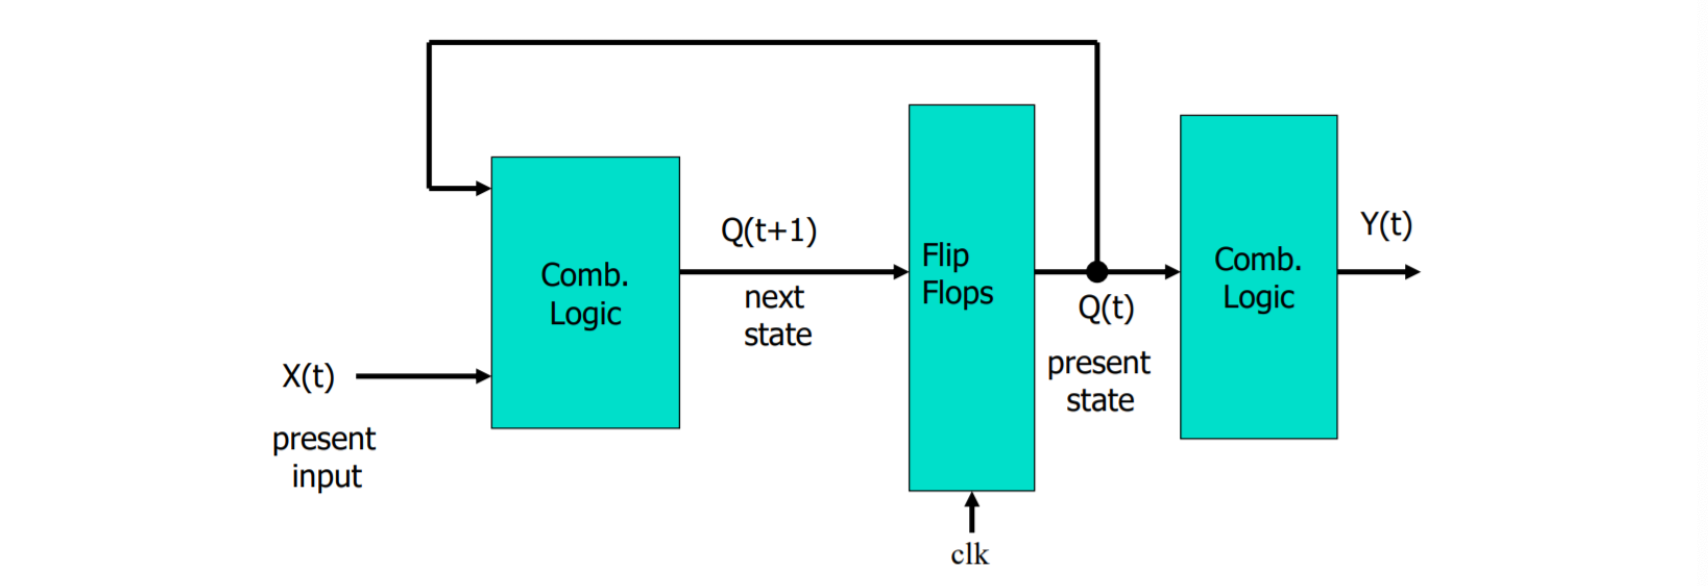 X(t)
present
input
Comb.
Logic
Q(t+1)
next
state
Flip
Flops
clk
Q(t)
present
state
Comb.
Logic
Y(t)